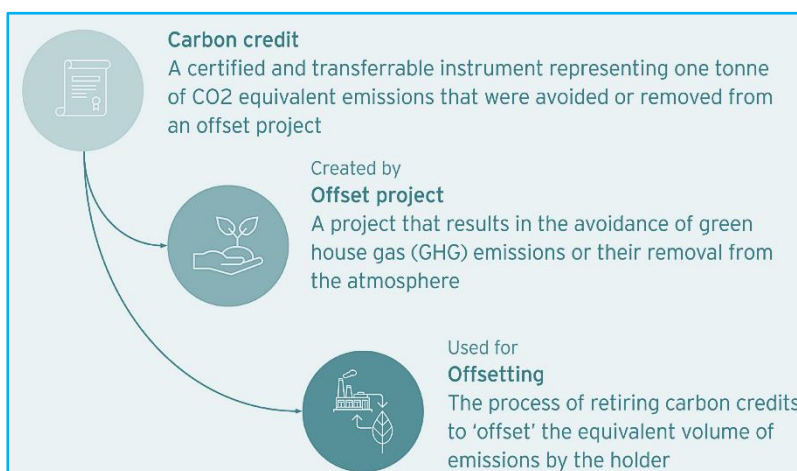 Carbon credit
A certified and transferrable instrument representing one tonne
of CO2 equivalent emissions that were avoided or removed from
an offset project
Created by
Offset project
A project that results in the avoidance of green
house gas (GHG) emissions or their removal from
the atmosphere
Used for
Offsetting
The process of retiring carbon credits
to ‘offset’ the equivalent volume of
emissions by the holder